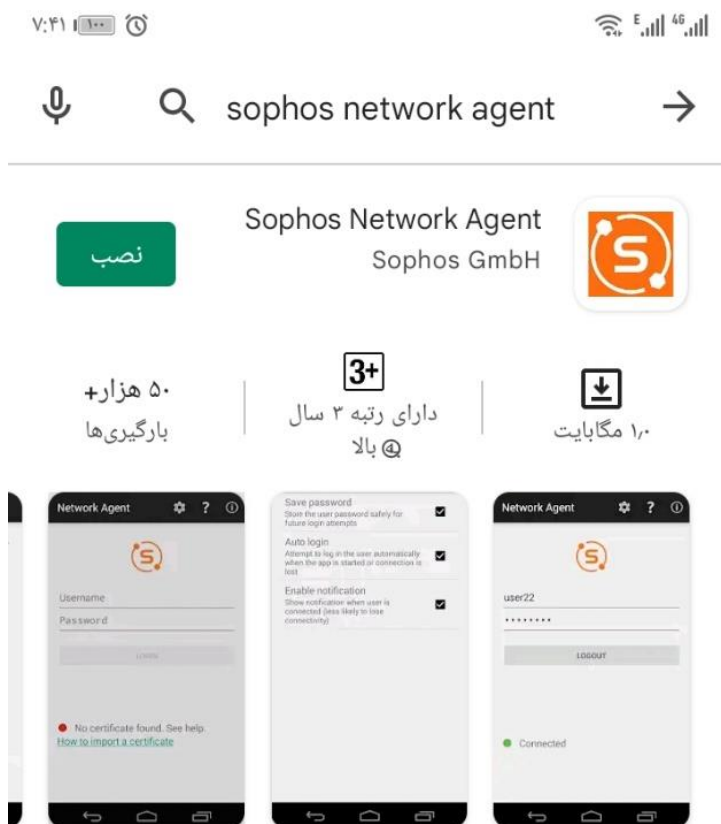 ۷:۴۱ ۱۰۰ E 4G
sophos network agent
Sophos Network Agent
Sophos GmbH
نصب
۱٫۰ مگابایت
3+
دارای رتبه ۳ سال
به بالا
۵۰ هزار+
بارگیری‌ها
Network Agent ? i
S
Username
Password
LOGIN
No certificate found. See help.
How to import a certificate
Save password
Store the user password safely for
future login attempts
Auto login
Attempt to log in the user automatically
when the app is started or connection is
lost
Enable notification
Show notification when user is
connected (less likely to lose
connectivity)
Network Agent ? i
S
user22
••••••••
LOGOUT
Connected